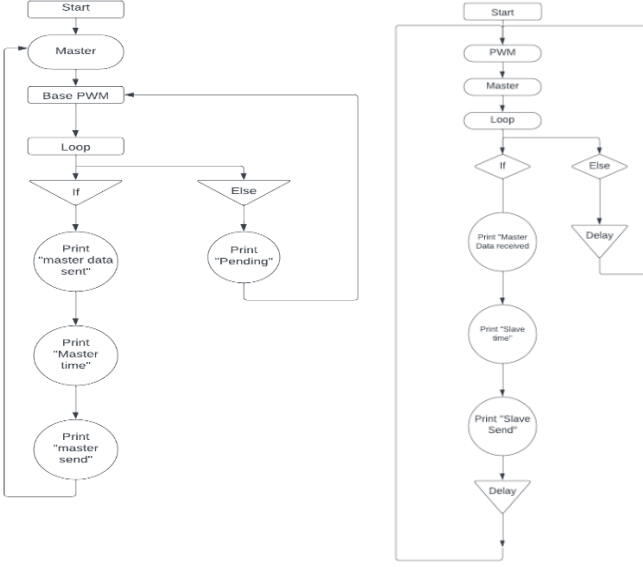 Start
Master
Base PWM
Loop
If
Else
Print
"master data
sent"
Print
"Pending"
Print
"Master
time"
Print
"master
send"
Start
PWM
Master
Loop
If
Else
Print "Master
Data received
Delay
Print "Slave
time"
Print "Slave
Send"
Delay